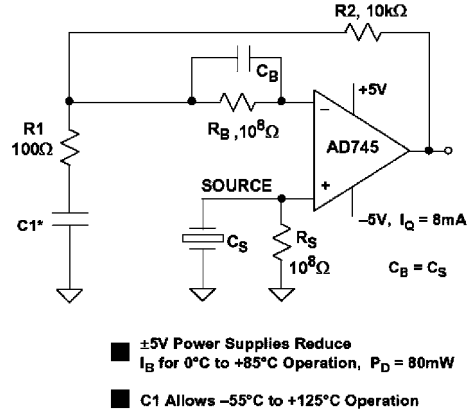 R2, 10kΩ
C_B
+5V
R1
100Ω
R_B ,10⁸Ω
–
AD745
SOURCE
+
C1*
–5V, I_Q = 8mA
C_S
R_S
10⁸Ω
C_B = C_S
±5V Power Supplies Reduce
I_B for 0°C to +85°C Operation, P_D = 80mW
C1 Allows –55°C to +125°C Operation